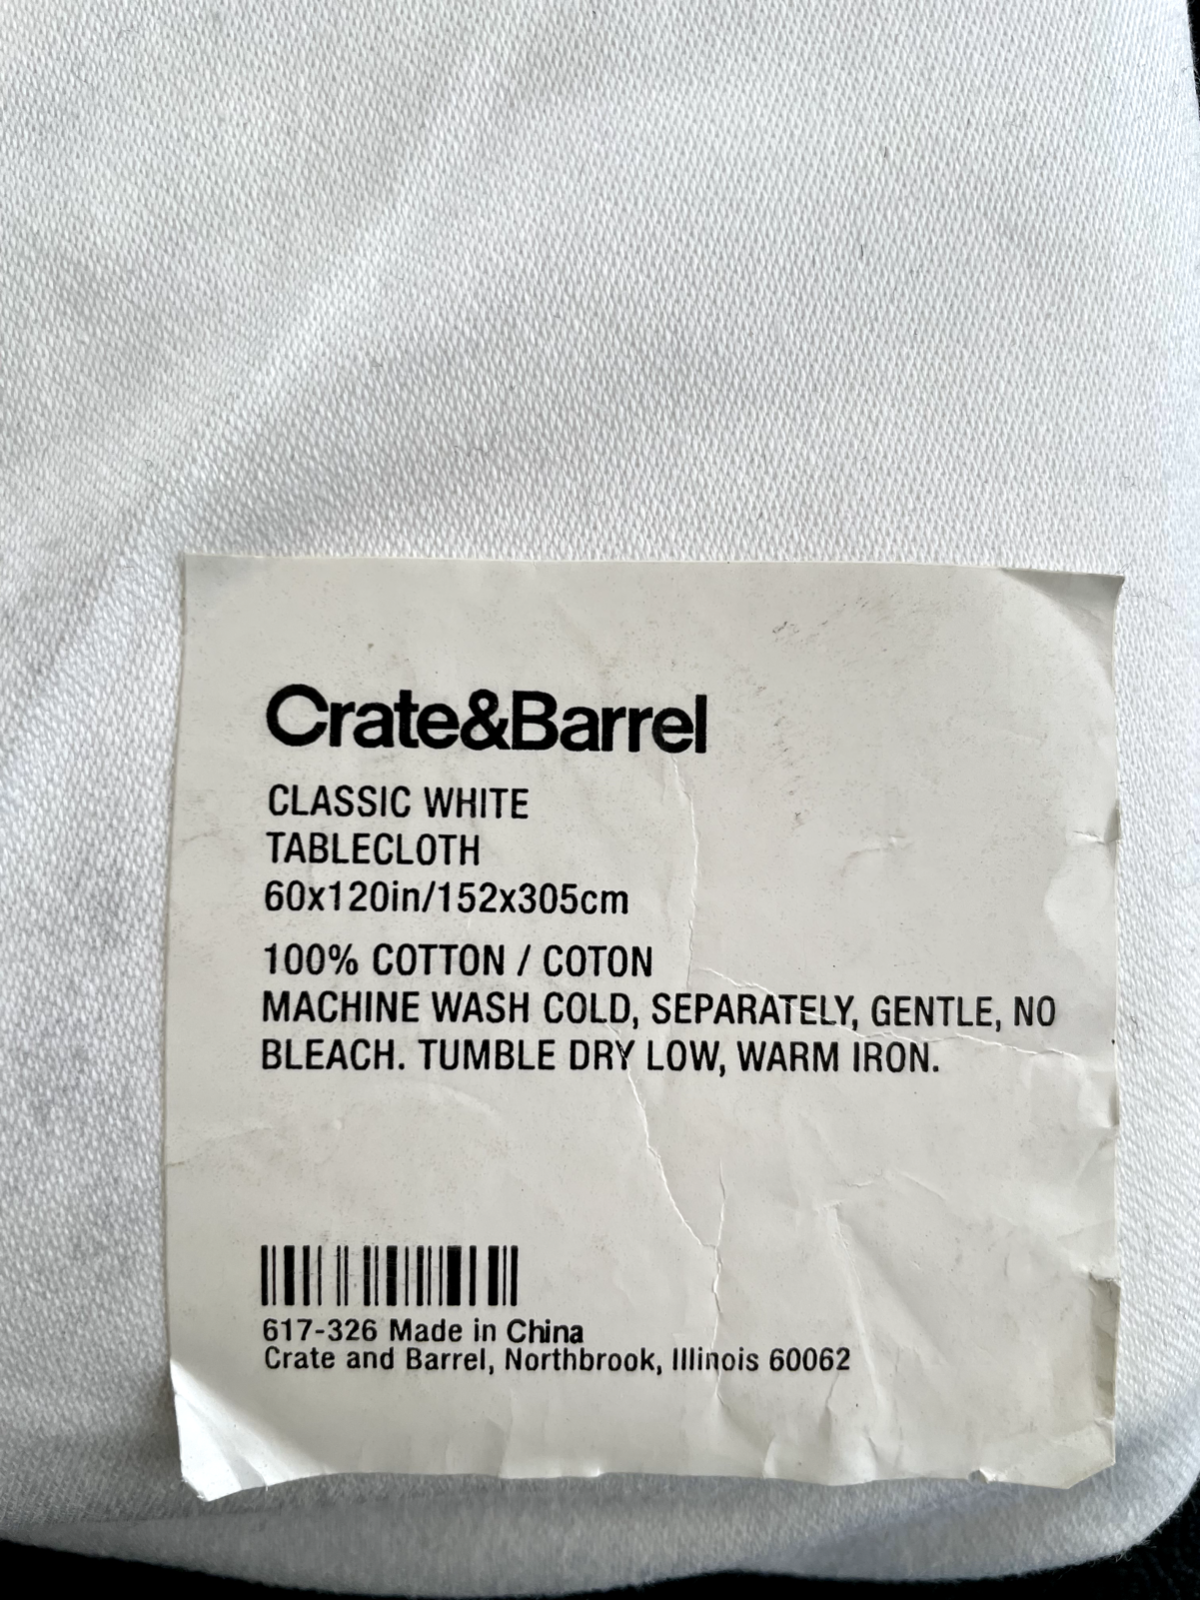 Crate&Barrel
CLASSIC WHITE
TABLECLOTH
60x120in/152x305cm
100% COTTON / COTON
MACHINE WASH COLD, SEPARATELY, GENTLE, NO
BLEACH. TUMBLE DRY LOW, WARM IRON.
617-326 Made in China
Crate and Barrel, Northbrook, Illinois 60062